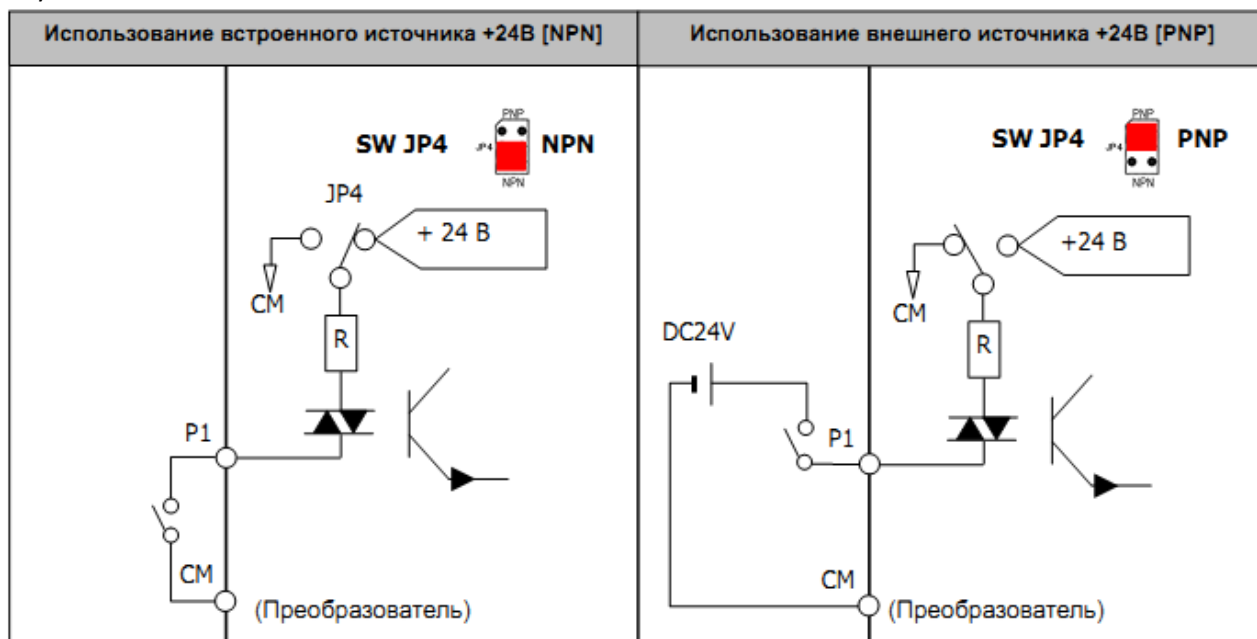 Использование встроенного источника +24В [NPN]
Использование внешнего источника +24В [PNP]
PNP
SW JP4
JP4
NPN
NPN
JP4
+ 24 В
CM
R
P1
CM
(Преобразователь)
PNP
SW JP4
JP4
PNP
NPN
+24 В
CM
R
DC24V
P1
CM
(Преобразователь)